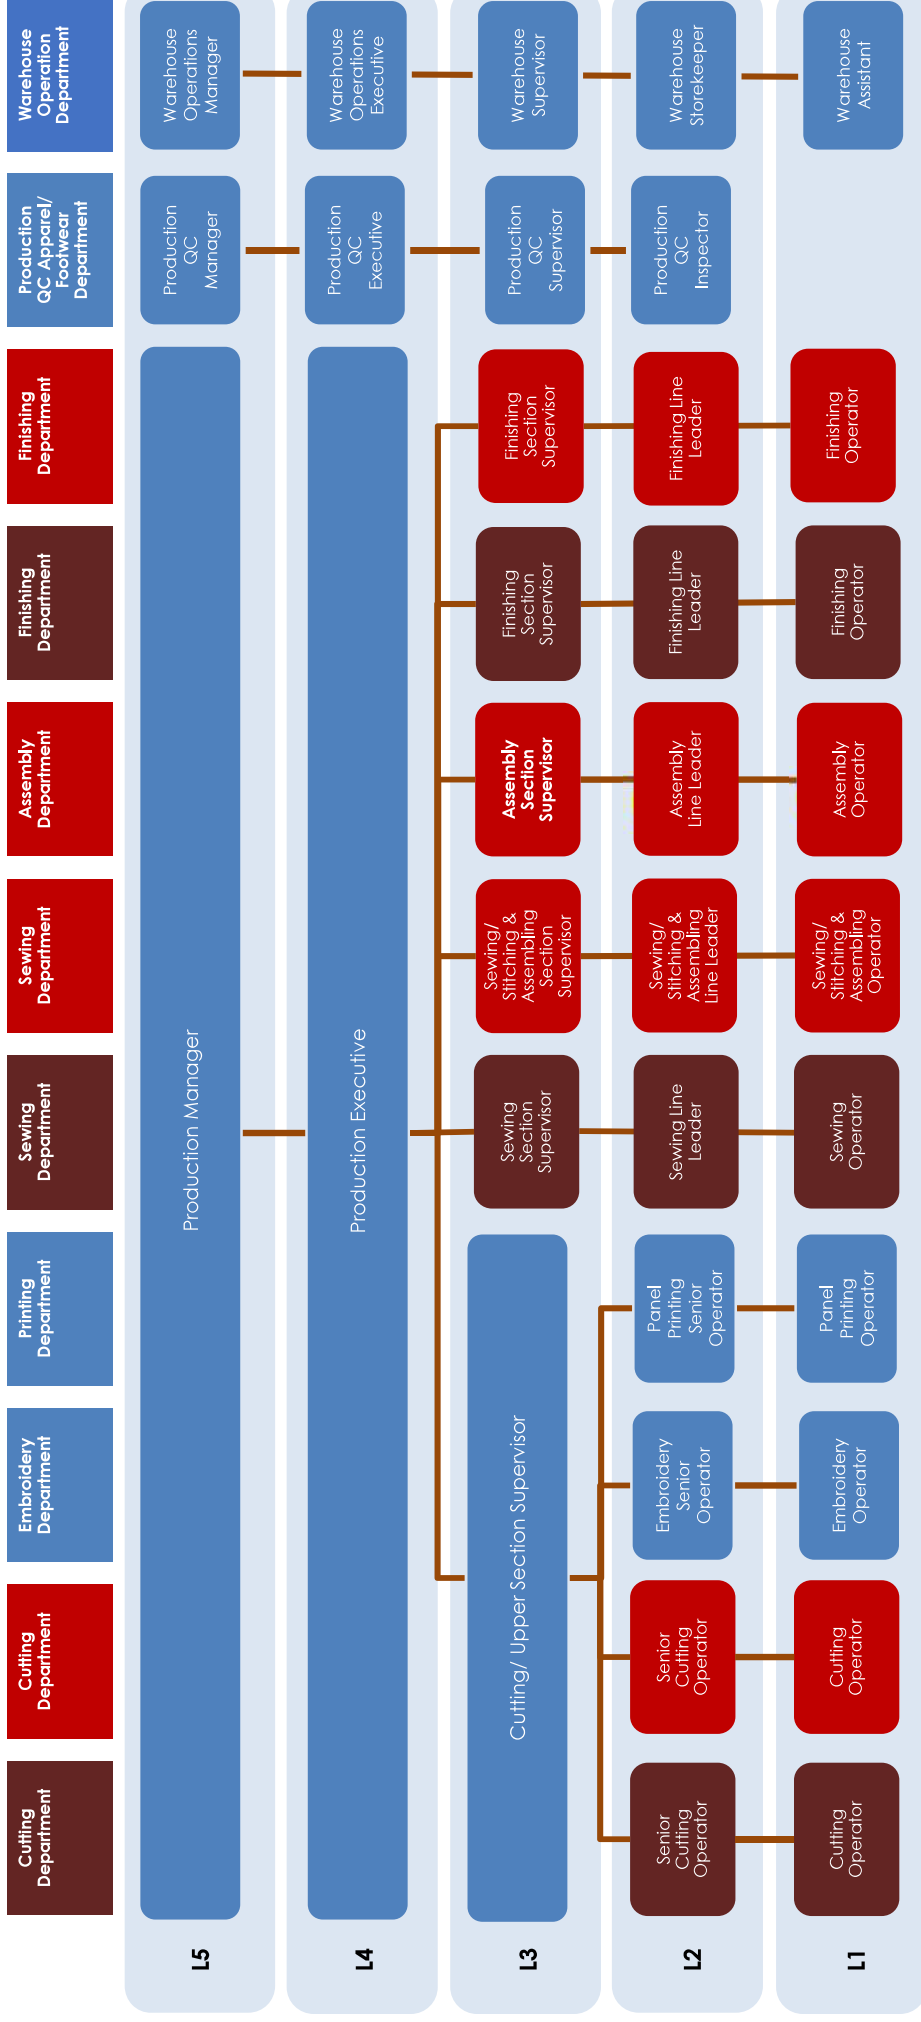 Cutting
Department
Cutting
Department
Embroidery
Department
Printing
Department
Sewing
Department
Sewing
Department
Assembly
Department
Finishing
Department
Finishing
Department
Production
QC Apparel/
Footwear
Department
Warehouse
Operation
Department
L5
Production Manager
Production
QC
Manager
Warehouse
Operations
Manager
L4
Production Executive
Production
QC
Executive
Warehouse
Operations
Executive
L3
Cutting/ Upper Section Supervisor
Sewing
Section
Supervisor
Sewing/
Stitching &
Assembling
Section
Supervisor
Assembly
Section
Supervisor
Finishing
Section
Supervisor
Finishing
Section
Supervisor
Production
QC
Supervisor
Warehouse
Supervisor
L2
Senior
Cutting
Operator
Senior
Cutting
Operator
Embroidery
Senior
Operator
Panel
Printing
Senior
Operator
Sewing Line
Leader
Sewing/
Stitching &
Assembling
Line Leader
Assembly
Line Leader
Finishing Line
Leader
Finishing Line
Leader
Production
QC
Inspector
Warehouse
Storekeeper
L1
Cutting
Operator
Cutting
Operator
Embroidery
Operator
Panel
Printing
Operator
Sewing
Operator
Sewing/
Stitching &
Assembling
Operator
Assembly
Operator
Finishing
Operator
Finishing
Operator
Warehouse
Assistant